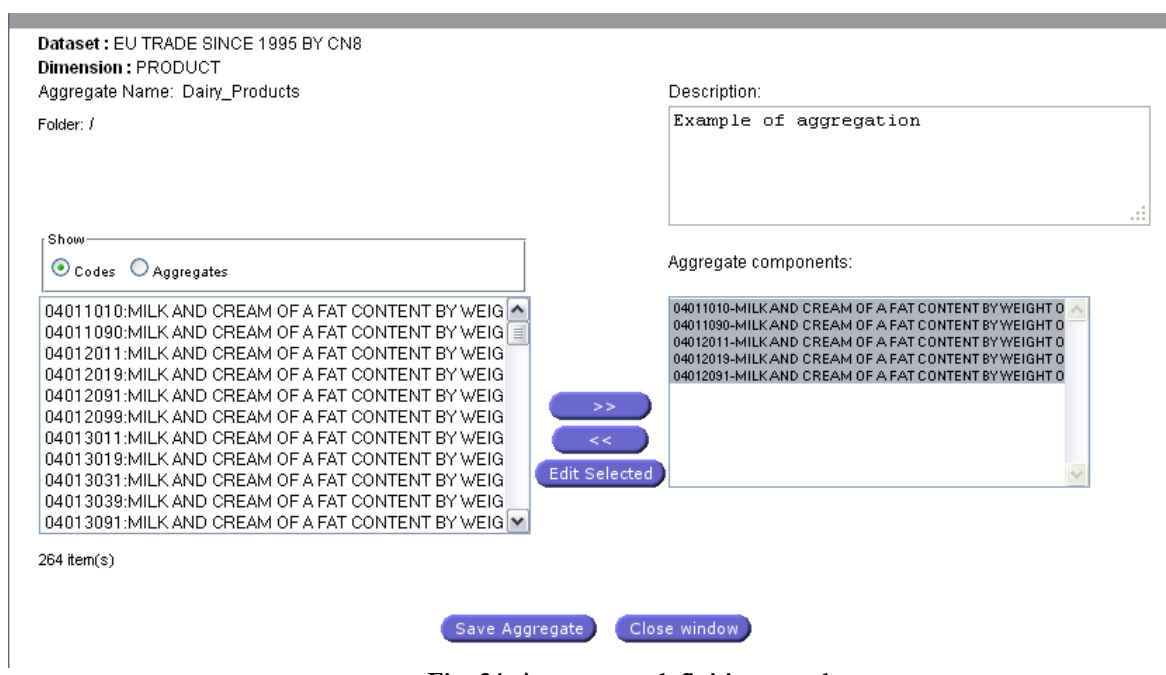 Dataset : EU TRADE SINCE 1995 BY CN8
Dimension : PRODUCT
Aggregate Name: Dairy_Products
Description:
Folder: /
Example of aggregation
Show
Codes Aggregates
Aggregate components:
04011010:MILK AND CREAM OF A FAT CONTENT BY WEIG
04011090:MILK AND CREAM OF A FAT CONTENT BY WEIG
04012011:MILK AND CREAM OF A FAT CONTENT BY WEIG
04012019:MILK AND CREAM OF A FAT CONTENT BY WEIG
04012091:MILK AND CREAM OF A FAT CONTENT BY WEIG
04012099:MILK AND CREAM OF A FAT CONTENT BY WEIG
04013011:MILK AND CREAM OF A FAT CONTENT BY WEIG
04013019:MILK AND CREAM OF A FAT CONTENT BY WEIG
04013031:MILK AND CREAM OF A FAT CONTENT BY WEIG
04013039:MILK AND CREAM OF A FAT CONTENT BY WEIG
04013091:MILK AND CREAM OF A FAT CONTENT BY WEIG
>>
<<
Edit Selected
04011010-MILK AND CREAM OF A FAT CONTENT BY WEIGHT O
04011090-MILK AND CREAM OF A FAT CONTENT BY WEIGHT O
04012011-MILK AND CREAM OF A FAT CONTENT BY WEIGHT O
04012019-MILK AND CREAM OF A FAT CONTENT BY WEIGHT O
04012091-MILK AND CREAM OF A FAT CONTENT BY WEIGHT O
264 item(s)
Save Aggregate Close window